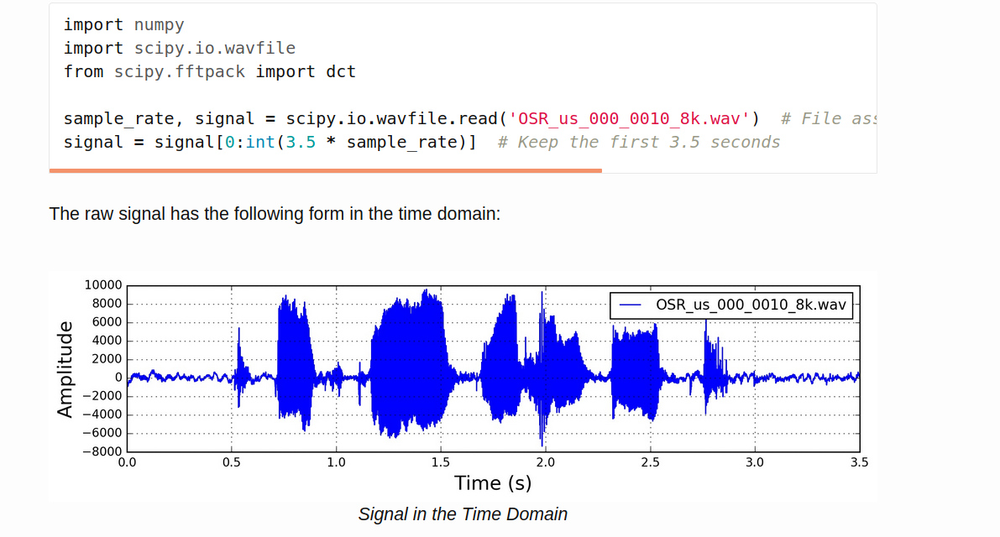 import numpy
import scipy.io.wavfile
from scipy.fftpack import dct
sample_rate, signal = scipy.io.wavfile.read('OSR_us_000_0010_8k.wav')  # File
signal = signal[0:int(3.5 * sample_rate)]  # Keep the first 3.5 seconds
The raw signal has the following form in the time domain:
10000
8000
6000
4000
2000
0
−2000
−4000
−6000
−8000
Amplitude
OSR_us_000_0010_8k.wav
0.0 0.5 1.0 1.5 2.0 2.5 3.0 3.5
Time (s)
Signal in the Time Domain